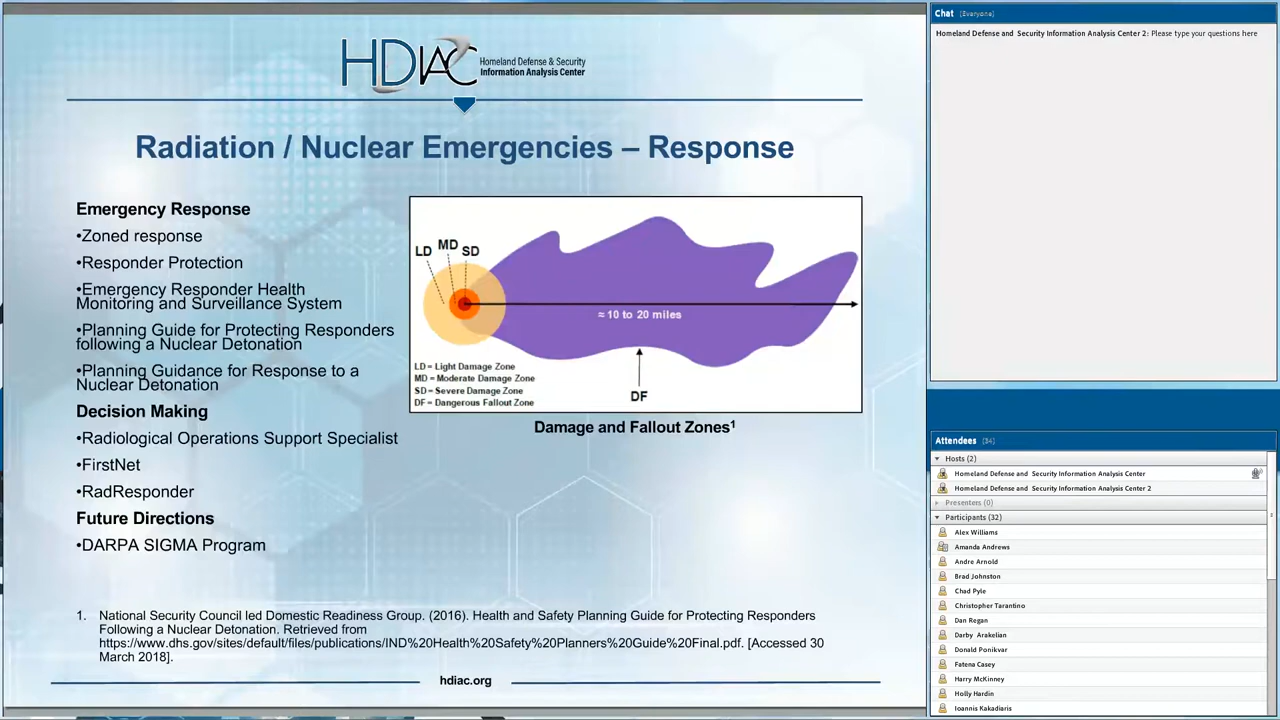 HDIAC
Homeland Defense & Security
Information Analysis Center
Radiation / Nuclear Emergencies – Response
Emergency Response
•Zoned response
•Responder Protection
•Emergency Responder Health
Monitoring and Surveillance System
•Planning Guide for Protecting Responders
following a Nuclear Detonation
•Planning Guidance for Response to a
Nuclear Detonation
Decision Making
•Radiological Operations Support Specialist
•FirstNet
•RadResponder
Future Directions
•DARPA SIGMA Program
LD MD SD
≈ 10 to 20 miles
DF
LD = Light Damage Zone
MD = Moderate Damage Zone
SD = Severe Damage Zone
DF = Dangerous Fallout Zone
Damage and Fallout Zones1
1. National Security Council led Domestic Readiness Group. (2016). Health and Safety Planning Guide for Protecting Responders
Following a Nuclear Detonation. Retrieved from
https://www.dhs.gov/sites/default/files/publications/IND%20Health%20Safety%20Planners%20Guide%20Final.pdf. [Accessed 30
March 2018].
hdiac.org
Chat [Everyone]
Homeland Defense and Security Information Analysis Center 2: Please type your questions here
Attendees [34]
Hosts (2)
Homeland Defense and Security Information Analysis Center
Homeland Defense and Security Information Analysis Center 2
Presenters (0)
Participants (32)
Alex Williams
Amanda Andrews
Andre Arnold
Brad Johnston
Chad Pyle
Christopher Tarantino
Dan Regan
Darby Arakelian
Donald Ponikvar
Fatena Casey
Harry McKinney
Holly Hardin
Ioannis Kakadiaris